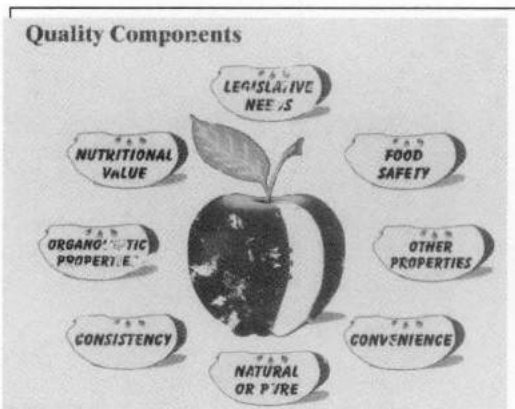 Quality Components
LEGISLATIVE
NEEDS
NUTRITIONAL
VALUE
FOOD
SAFETY
ORGANOLEPTIC
PROPERTIES
OTHER
PROPERTIES
CONSISTENCY
CONVENIENCE
NATURAL
OR PURE